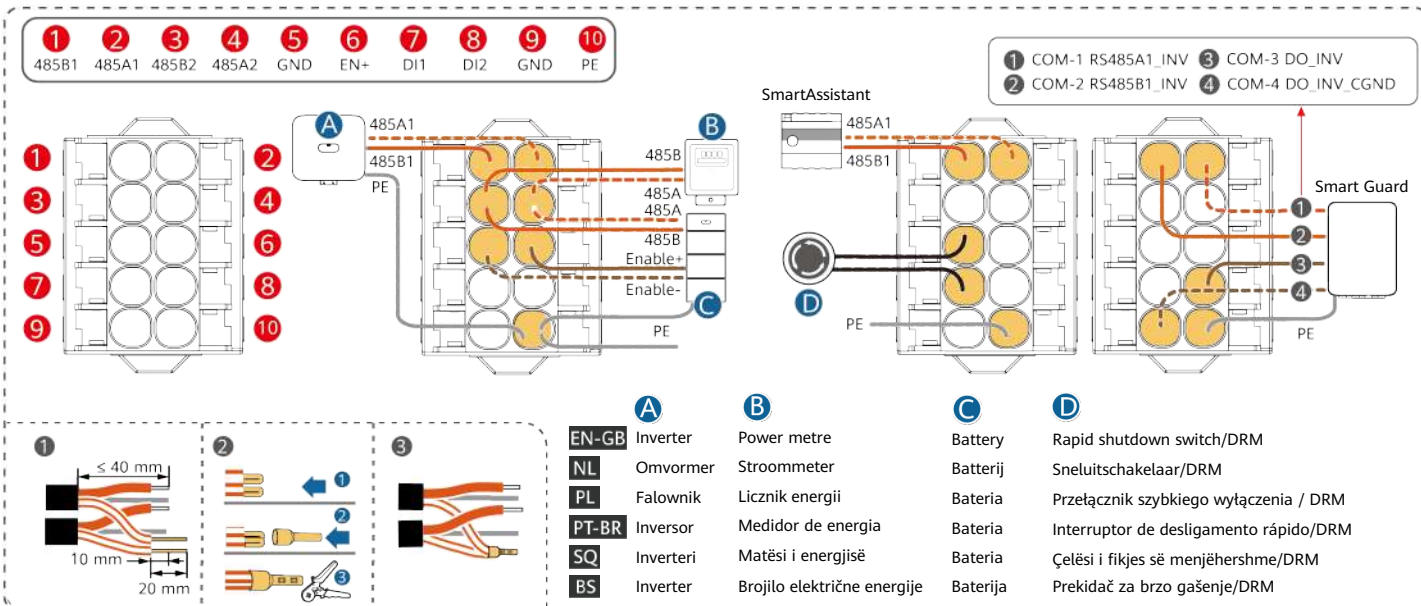 1 2 3 4 5 6 7 8 9 10
485B1 485A1 485B2 485A2 GND EN+ DI1 DI2 GND PE
1 COM-1 RS485A1_INV 3 COM-3 DO_INV
2 COM-2 RS485B1_INV 4 COM-4 DO_INV_CGND
1 2
3 4
5 6
7 8
9 10
A
485A1
485B1
PE
B
485B
485A
485A
485B
Enable+
Enable-
C
PE
SmartAssistant
485A1
485B1
D
PE
Smart Guard
1
2
3
4
PE
1
≤ 40 mm
10 mm
20 mm
2
1
2
3
3
A B C D
EN-GB Inverter Power metre Battery Rapid shutdown switch/DRM
NL Omvormer Stroommeter Batterij Sneluitschakelaar/DRM
PL Falownik Licznik energii Bateria Przełącznik szybkiego wyłączenia / DRM
PT-BR Inversor Medidor de energia Bateria Interruptor de desligamento rápido/DRM
SQ Inverteri Matësi i energjisë Bateria Çelësi i fikjes së menjëhershme/DRM
BS Inverter Brojilo električne energije Baterija Prekidač za brzo gašenje/DRM